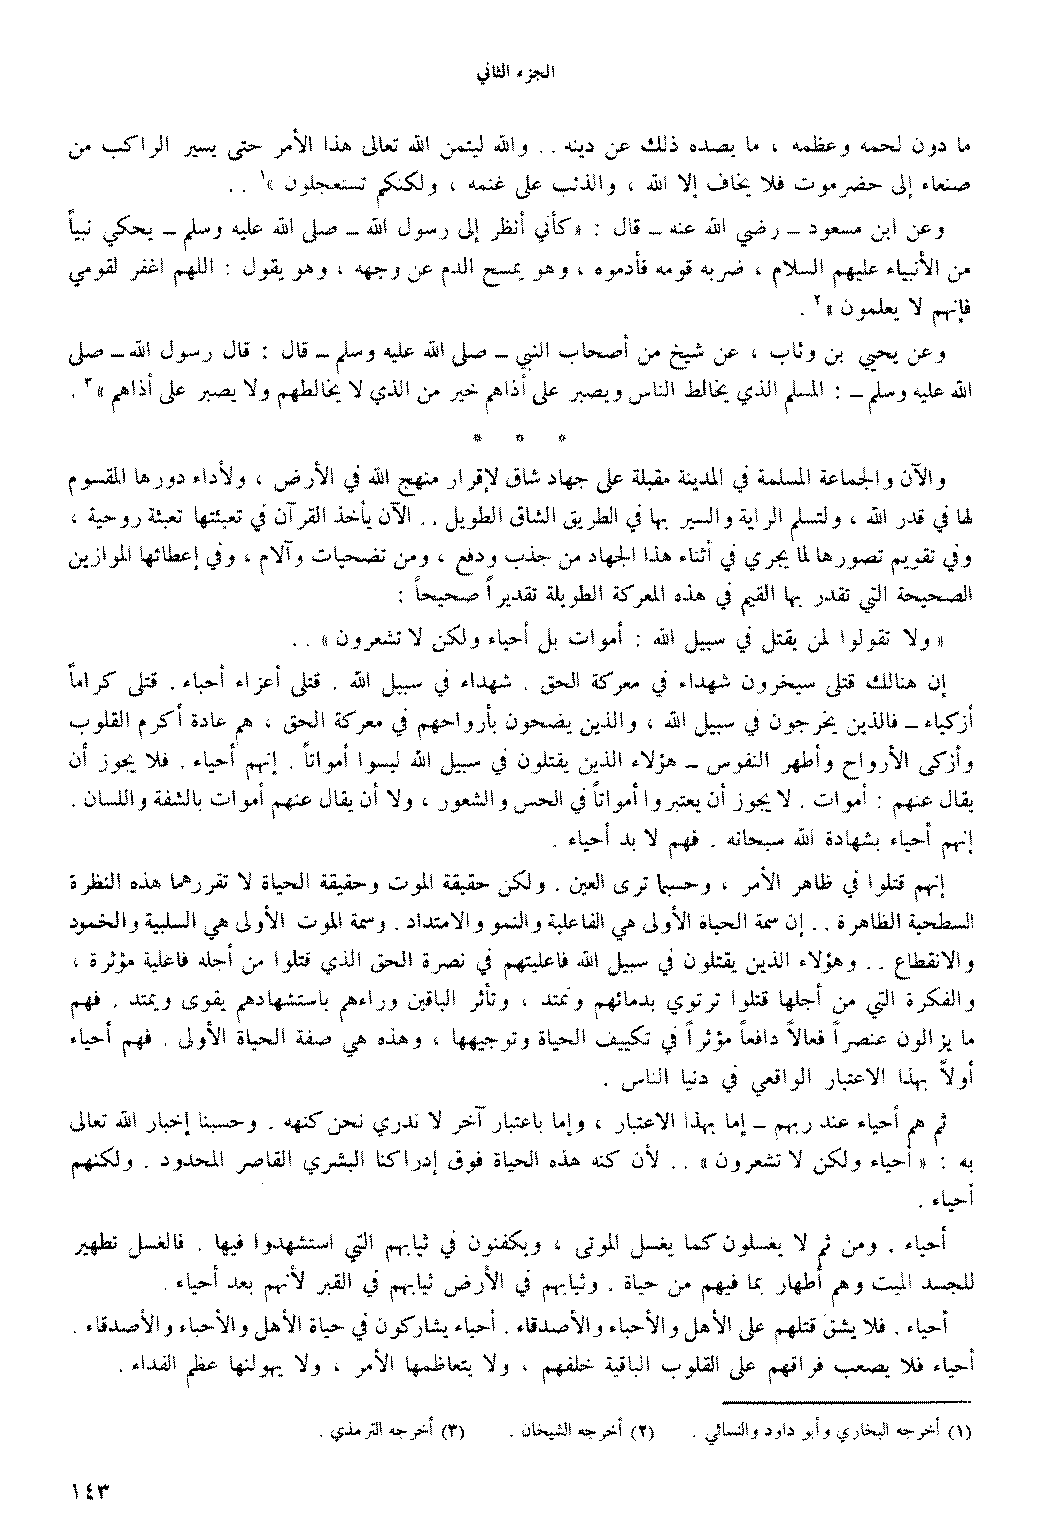 الجزء الثاني
ما دون لحمه وعظمه ، ما يصده ذلك عن دينه .. والله ليتمن الله تعالى هذا الأمر حتى يسير الراكب من
صنعاء إلى حضرموت فلا يخاف إلا الله ، والذئب على غنمه ، ولكنكم تستعجلون »١ ..
وعن ابن مسعود – رضي الله عنه – قال : «كأني أنظر إلى رسول الله – صلى الله عليه وسلم – يحكي نبياً
من الأنبياء عليهم السلام ، ضربه قومه فأدموه ، وهو يمسح الدم عن وجهه ، وهو يقول : اللهم اغفر لقومي
فإنهم لا يعلمون »٢ .
وعن يحيي بن وثاب ، عن شيخ من أصحاب النبي – صلى الله عليه وسلم – قال : قال رسول الله – صلى
الله عليه وسلم – : المسلم الذي يخالط الناس ويصبر على أذاهم خير من الذي لا يخالطهم ولا يصبر على أذاهم »٣ .
* * *
والآن والجماعة المسلمة في المدينة مقبلة على جهاد شاق لإقرار منهج الله في الأرض ، ولأداء دورها المقسوم
لها في قدر الله ، ولتسلم الراية والسير بها في الطريق الشاق الطويل .. الآن يأخذ القرآن في تعبئتها تعبئة روحية ،
وفي تقويم تصورها لما يجري في أثناء هذا الجهاد من جذب ودفع ، ومن تضحيات وآلام ، وفي إعطائها الموازين
الصحيحة التي تقدر بها القيم في هذه المعركة الطويلة تقديراً صحيحاً :
« ولا تقولوا لمن يقتل في سبيل الله : أموات بل أحياء ولكن لا تشعرون » ..
إن هنالك قتلى سيخرون شهداء في معركة الحق . شهداء في سبيل الله . قتلى أعزاء أحباء . قتلى كراماً
أزكياء – فالذين يخرجون في سبيل الله ، والذين يضحون بأرواحهم في معركة الحق ، هم عادة أكرم القلوب
وأزكى الأرواح وأطهر النفوس – هؤلاء الذين يقتلون في سبيل الله ليسوا أمواتاً . إنهم أحياء . فلا يجوز أن
يقال عنهم : أموات . لا يجوز أن يعتبروا أمواتاً في الحس والشعور ، ولا أن يقال عنهم أموات بالشفة واللسان .
إنهم أحياء بشهادة الله سبحانه . فهم لا بد أحياء .
إنهم قتلوا في ظاهر الأمر ، وحسبما ترى العين . ولكن حقيقة الموت وحقيقة الحياة لا تقررهما هذه النظرة
السطحية الظاهرة .. إن سمة الحياة الأولى هي الفاعلية والنمو والامتداد . وسمة الموت الأولى هي السلبية والخمود
والانقطاع .. وهؤلاء الذين يقتلون في سبيل الله فاعليتهم في نصرة الحق الذي قتلوا من أجله فاعلية مؤثرة ،
والفكرة التي من أجلها قتلوا ترتوي بدمائهم وتمتد ، وتأثر الباقين وراءهم باستشهادهم يقوى ويمتد . فهم
ما يزالون عنصراً فعالاً دافعاً مؤثراً في تكييف الحياة وتوجيهها ، وهذه هي صفة الحياة الأولى . فهم أحياء
أولاً بهذا الاعتبار الواقعي في دنيا الناس .
ثم هم أحياء عند ربهم – إما بهذا الاعتبار ، وإما باعتبار آخر لا ندري نحن كنهه . وحسبنا إخبار الله تعالى
به : « أحياء ولكن لا تشعرون » .. لأن كنه هذه الحياة فوق إدراكنا البشري القاصر المحدود . ولكنهم
أحياء .
أحياء . ومن ثم لا يغسلون كما يغسل الموتى ، ويكفنون في ثيابهم التي استشهدوا فيها . فالغسل تطهير
للجسد الميت وهم أطهار بما فيهم من حياة . وثيابهم في الأرض ثيابهم في القبر لأنهم بعد أحياء .
أحياء . فلا يشق قتلهم على الأهل والأحباء والأصدقاء . أحياء يشاركون في حياة الأهل والأحباء والأصدقاء .
أحياء فلا يصعب فراقهم على القلوب الباقية خلفهم ، ولا يتعاظمها الأمر ، ولا يهولنها عظم الفداء .
(١) أخرجه البخاري وأبو داود والنسائي . (٢) أخرجه الشيخان . (٣) أخرجه الترمذي .
١٤٣